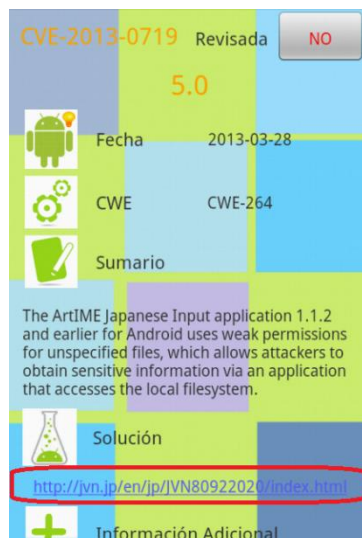 CVE-2013-0719 Revisada NO
5.0
Fecha 2013-03-28
CWE CWE-264
Sumario
The ArtIME Japanese Input application 1.1.2
and earlier for Android uses weak permissions
for unspecified files, which allows attackers to
obtain sensitive information via an application
that accesses the local filesystem.
Solución
http://jvn.jp/en/jp/JVN80922020/index.html
Información Adicional